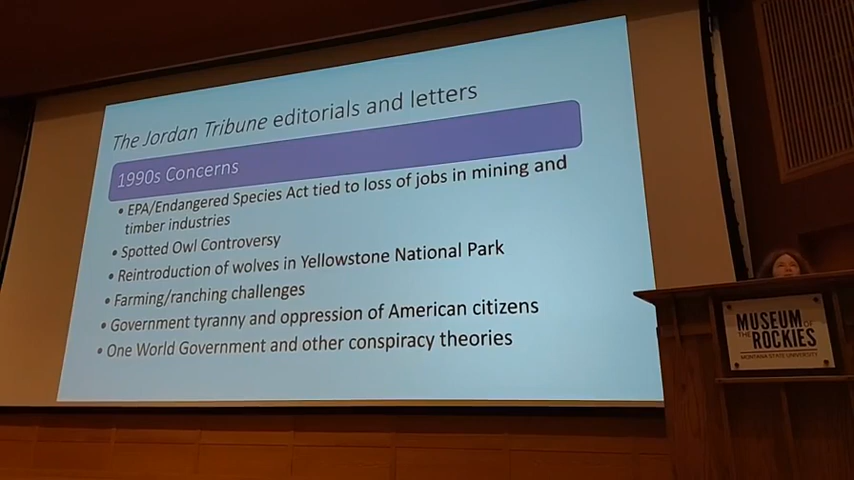 The Jordan Tribune editorials and letters
1990s Concerns
• EPA/Endangered Species Act tied to loss of jobs in mining and
timber industries
• Spotted Owl Controversy
• Reintroduction of wolves in Yellowstone National Park
• Farming/ranching challenges
• Government tyranny and oppression of American citizens
• One World Government and other conspiracy theories
MUSEUM OF
THE ROCKIES
MONTANA STATE UNIVERSITY